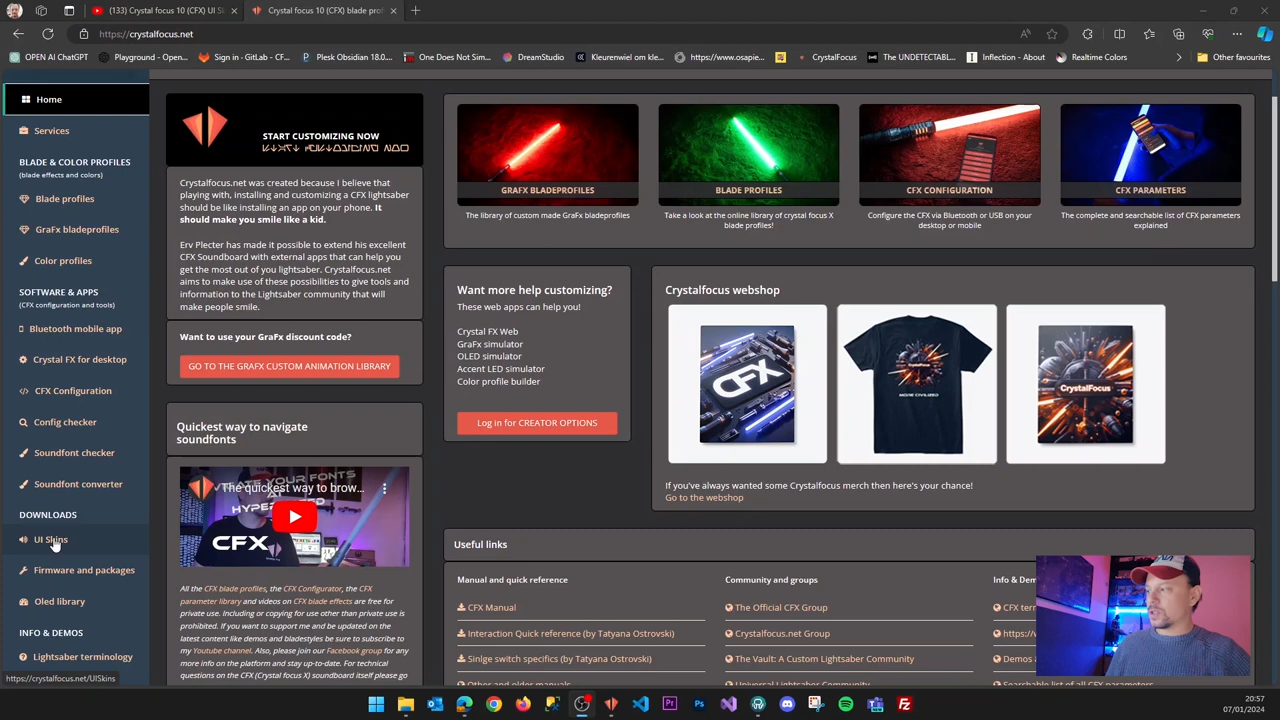 (133) Crystal focus 10 (CFX) UI Sk
Crystal focus 10 (CFX) blade prof
https://crystalfocus.net
OPEN AI ChatGPT
Playground - Open...
Sign in · GitLab - C...
Plesk Obsidian 18.0....
One Does Not Sim...
DreamStudio
Kleurenwiel om kle...
https://www.osapie...
CrystalFocus
The UNDETECTABL...
Inflection - About
Realtime Colors
Other favourites
Home
Services
BLADE & COLOR PROFILES
(blade effects and colors)
Blade profiles
GraFx bladeprofiles
Color profiles
SOFTWARE & APPS
(CFX configuration and tools)
Bluetooth mobile app
Crystal FX for desktop
CFX Configuration
Config checker
Soundfont checker
Soundfont converter
DOWNLOADS
UI Skins
Firmware and packages
Oled library
INFO & DEMOS
Lightsaber terminology
https://crystalfocus.net/UISkins
START CUSTOMIZING NOW
Crystalfocus.net was created because I believe that
playing with, installing and customizing a CFX lightsaber
should be like installing an app on your phone. It
should make you smile like a kid.
Erv Plecter has made it possible to extend his excellent
CFX Soundboard with external apps that can help you
get the most out of you lightsaber. Crystalfocus.net
aims to make use of these possibilities to give tools and
information to the Lightsaber community that will
make people smile.
Want to use your GraFx discount code?
GO TO THE GRAFX CUSTOM ANIMATION LIBRARY
Quickest way to navigate
soundfonts
The quickest way to brow...
CFX
All the CFX blade profiles, the CFX Configurator, the CFX
parameter library and videos on CFX blade effects are free for
private use. Including or copying for use other than private use is
prohibited. If you want to support me and be updated on the
latest content like demos and bladestyles be sure to subscribe to
my Youtube channel. Also, please join our Facebook group for
more info on the platform and stay up-to-date. For technical
questions on the CFX (Crystal focus X) soundboard itself please go
GRAFX BLADEPROFILES
The library of custom made GraFx bladeprofiles
BLADE PROFILES
Take a look at the online library of crystal focus X
blade profiles!
CFX CONFIGURATION
Configure the CFX via Bluetooth or USB on your
desktop or mobile
CFX PARAMETERS
The complete and searchable list of CFX parameters
explained
Want more help customizing?
These web apps can help you!
Crystal FX Web
GraFx simulator
OLED simulator
Accent LED simulator
Color profile builder
Log in for CREATOR OPTIONS
Crystalfocus webshop
CFX
MORE CIVILIZED
CrystalFocus
If you've always wanted some Crystalfocus merch then here's your chance!
Go to the webshop
Useful links
Manual and quick reference
CFX Manual
Interaction Quick reference (by Tatyana Ostrovski)
Sinlge switch specifics (by Tatyana Ostrovski)
Other and older manuals
Community and groups
The Official CFX Group
Crystalfocus.net Group
The Vault: A Custom Lightsaber Community
Universal Lightsaber Community
Info & Demo
CFX ter
https://w
Demos a
Searchable list of all CFX parameters
20:57
07/01/2024